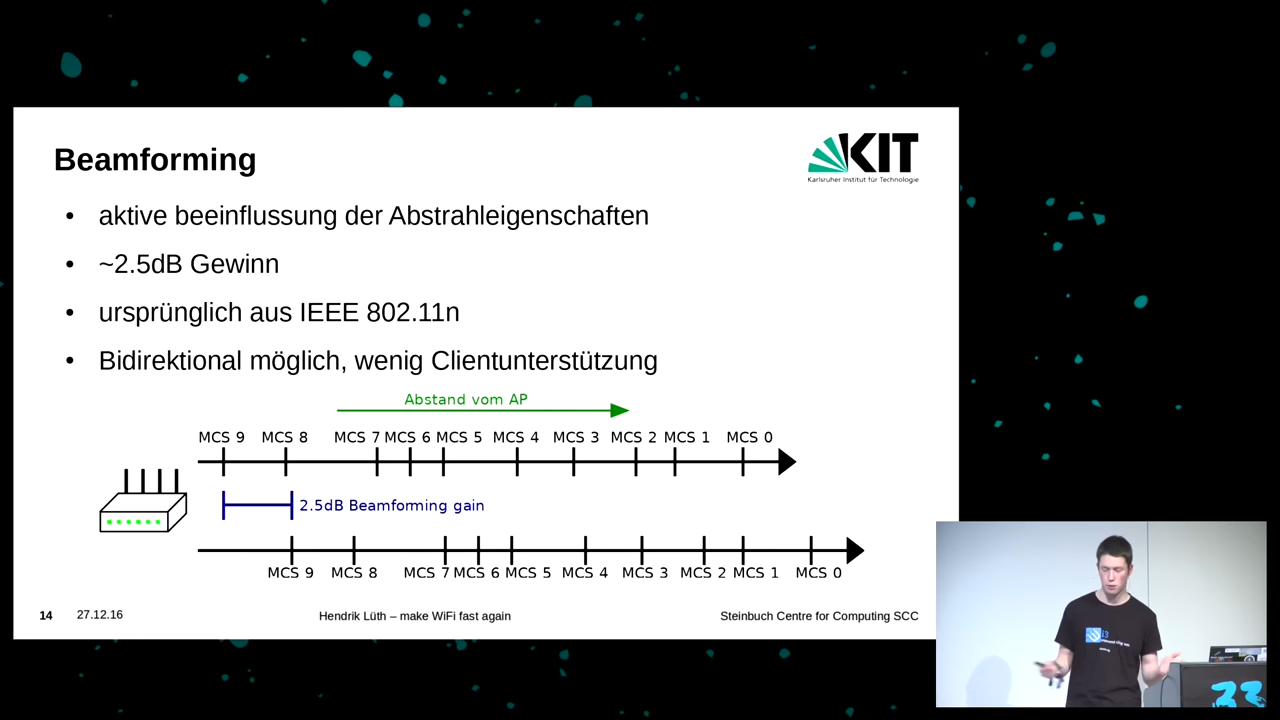 Beamforming
KIT
Karlsruher Institut für Technologie
• aktive beeinflussung der Abstrahleigenschaften
• ~2.5dB Gewinn
• ursprünglich aus IEEE 802.11n
• Bidirektional möglich, wenig Clientunterstützung
Abstand vom AP
MCS 9 MCS 8 MCS 7 MCS 6 MCS 5 MCS 4 MCS 3 MCS 2 MCS 1 MCS 0
2.5dB Beamforming gain
MCS 9 MCS 8 MCS 7 MCS 6 MCS 5 MCS 4 MCS 3 MCS 2 MCS 1 MCS 0
14 27.12.16 Hendrik Lüth – make WiFi fast again Steinbuch Centre for Computing SCC
33